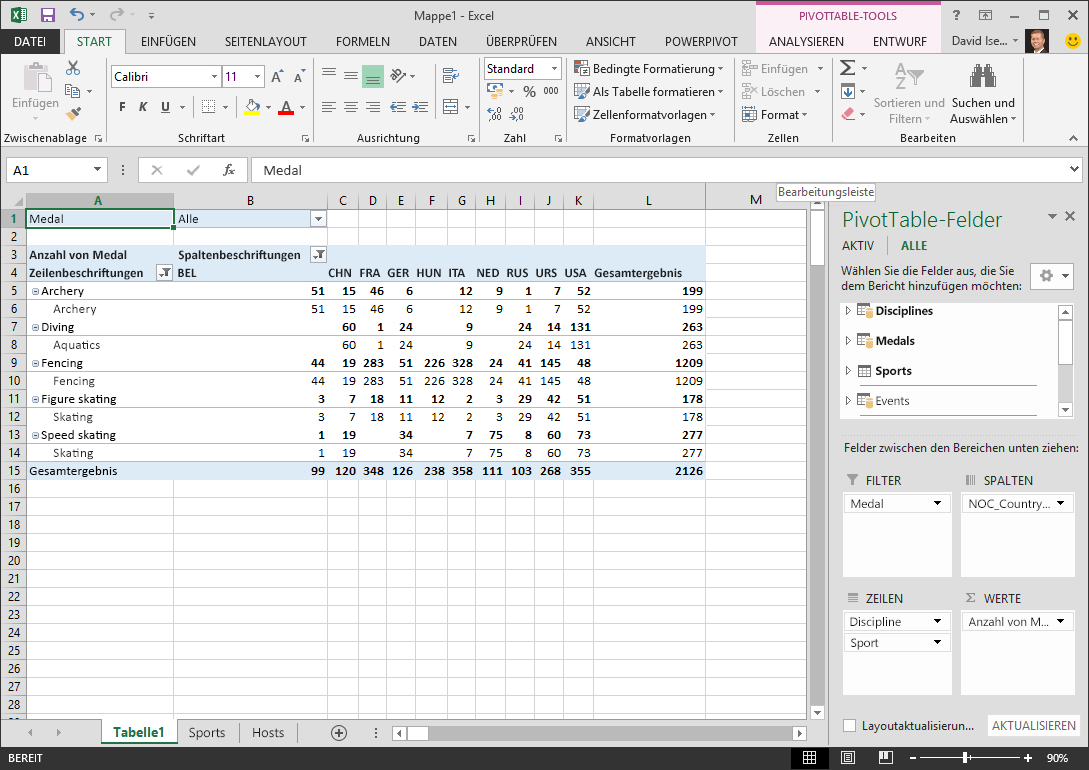 Mappe1 - Excel
PIVOTTABLE-TOOLS
?
DATEI START EINFÜGEN SEITENLAYOUT FORMELN DATEN ÜBERPRÜFEN ANSICHT POWERPIVOT ANALYSIEREN ENTWURF David Ise...
Einfügen
Calibri 11
F K U
Standard
% 000
Bedingte Formatierung
Als Tabelle formatieren
Zellenformatvorlagen
Einfügen
Löschen
Format
Sortieren und Filtern
Suchen und Auswählen
Zwischenablage Schriftart Ausrichtung Zahl Formatvorlagen Zellen Bearbeiten
A1 fx Medal
Bearbeitungsleiste
A B C D E F G H I J K L M
1 Medal Alle
2
3 Anzahl von Medal Spaltenbeschriftungen
4 Zeilenbeschriftungen BEL CHN FRA GER HUN ITA NED RUS URS USA Gesamtergebnis
5 Archery 51 15 46 6 12 9 1 7 52 199
6 Archery 51 15 46 6 12 9 1 7 52 199
7 Diving 60 1 24 9 24 14 131 263
8 Aquatics 60 1 24 9 24 14 131 263
9 Fencing 44 19 283 51 226 328 24 41 145 48 1209
10 Fencing 44 19 283 51 226 328 24 41 145 48 1209
11 Figure skating 3 7 18 11 12 2 3 29 42 51 178
12 Skating 3 7 18 11 12 2 3 29 42 51 178
13 Speed skating 1 19 34 7 75 8 60 73 277
14 Skating 1 19 34 7 75 8 60 73 277
15 Gesamtergebnis 99 120 348 126 238 358 111 103 268 355 2126
16
17
18
19
20
21
22
23
24
25
26
27
28
PivotTable-Felder
AKTIV ALLE
Wählen Sie die Felder aus, die Sie
dem Bericht hinzufügen möchten:
Disciplines
Medals
Sports
Events
Felder zwischen den Bereichen unten ziehen:
FILTER SPALTEN
Medal NOC_Country...
ZEILEN Σ WERTE
Discipline Anzahl von M...
Sport
Layoutaktualisierun... AKTUALISIEREN
Tabelle1 Sports Hosts
BEREIT 90%